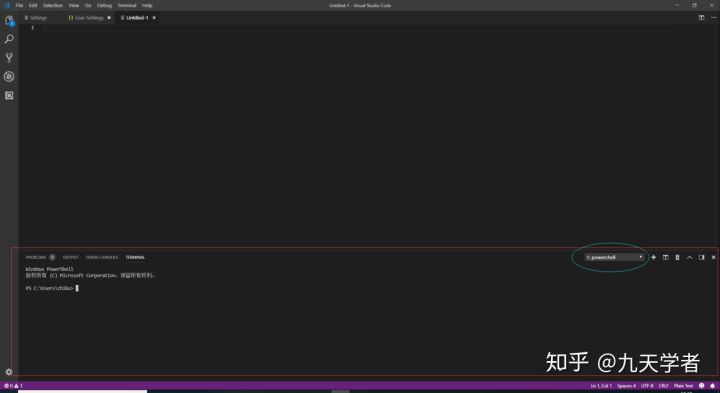 File Edit Selection View Go Debug Terminal Help
Untitled-1 - Visual Studio Code
Settings
{} User Settings
Untitled-1
1
PROBLEMS 1 OUTPUT DEBUG CONSOLE TERMINAL
1: powershell
Windows PowerShell
版权所有 (C) Microsoft Corporation。保留所有权利。
PS C:\Users\zhiku>
知乎 @九天学者
0 1
Ln 1, Col 1 Spaces: 4 UTF-8 CRLF Plain Text